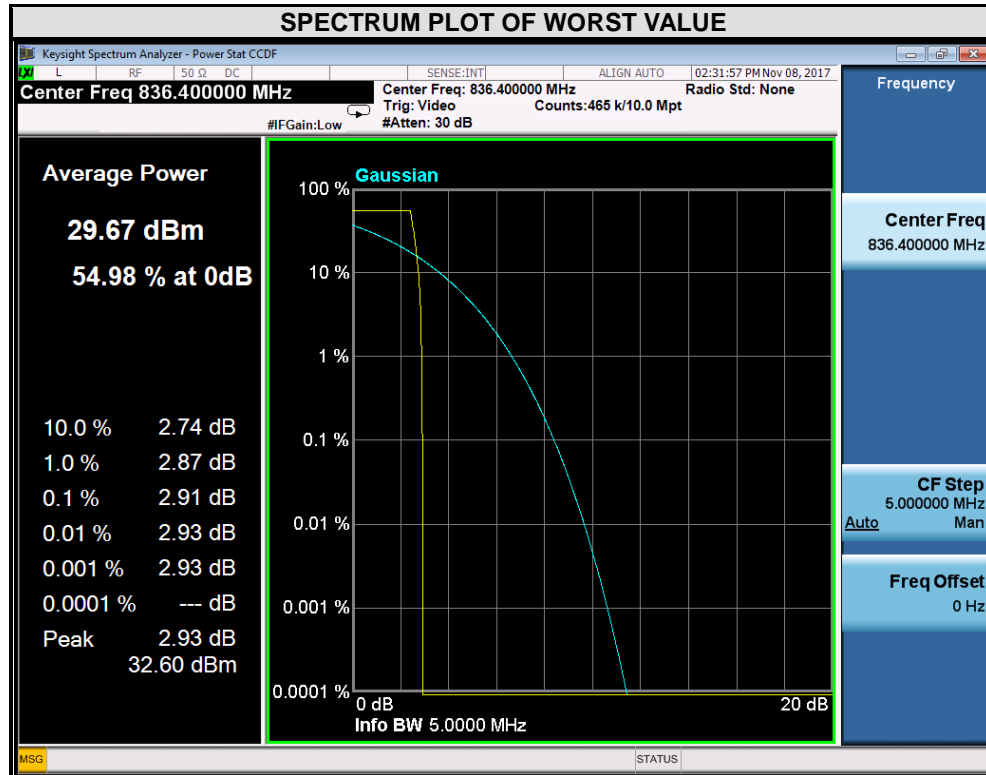 SPECTRUM PLOT OF WORST VALUE
Keysight Spectrum Analyzer - Power Stat CCDF
LXI L RF 50 Ω DC SENSE:INT ALIGN AUTO 02:31:57 PM Nov 08, 2017
Center Freq 836.400000 MHz
Center Freq: 836.400000 MHz Radio Std: None
Trig: Video Counts:465 k/10.0 Mpt
#IFGain:Low #Atten: 30 dB
Frequency
Average Power
29.67 dBm
54.98 % at 0dB
10.0 % 2.74 dB
1.0 % 2.87 dB
0.1 % 2.91 dB
0.01 % 2.93 dB
0.001 % 2.93 dB
0.0001 % --- dB
Peak 2.93 dB
32.60 dBm
Gaussian
100 %
10 %
1 %
0.1 %
0.01 %
0.001 %
0.0001 %
0 dB 20 dB
Info BW 5.0000 MHz
Center Freq
836.400000 MHz
CF Step
5.000000 MHz
Auto Man
Freq Offset
0 Hz
MSG STATUS